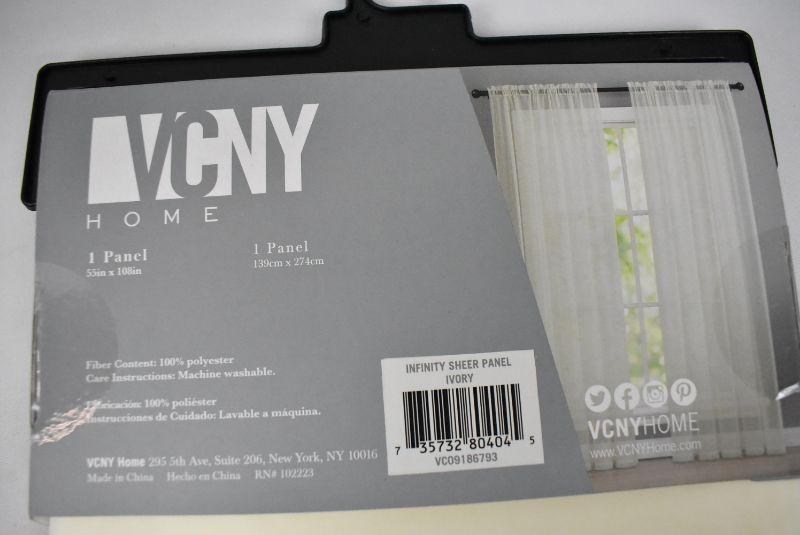 VCNY
HOME
1 Panel
55in x 108in
1 Panel
139cm x 274cm
Fiber Content: 100% polyester
Care Instructions: Machine washable.
Fabricación: 100% poliéster
Instrucciones de Cuidado: Lavable a máquina.
VCNY Home 295 5th Ave, Suite 206, New York, NY 10016
Made in China Hecho en China RN# 102223
INFINITY SHEER PANEL
IVORY
7 35732 80404 5
VC09186793
VCNYHOME
www.VCNYHome.com